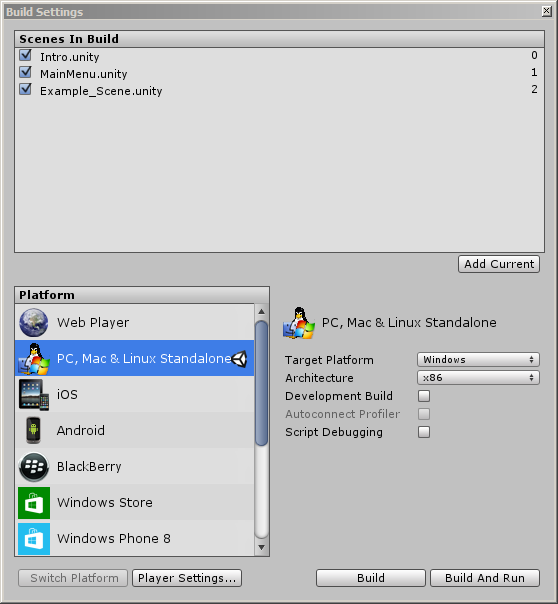 Build Settings
Scenes In Build
Intro.unity 0
MainMenu.unity 1
Example_Scene.unity 2
Add Current
Platform
Web Player
PC, Mac & Linux Standalone
iOS
Android
BlackBerry
Windows Store
Windows Phone 8
PC, Mac & Linux Standalone
Target Platform Windows
Architecture x86
Development Build
Autoconnect Profiler
Script Debugging
Switch Platform Player Settings... Build Build And Run